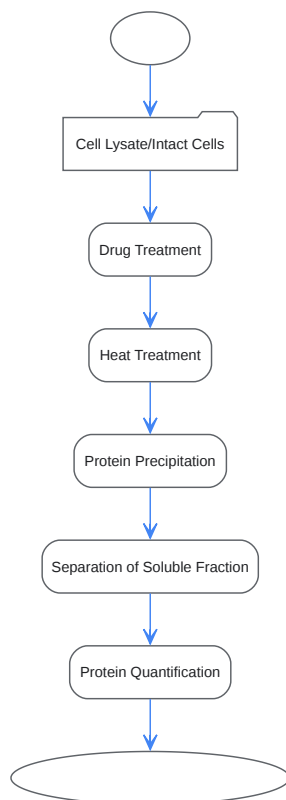 Cell Lysate/Intact Cells
Drug Treatment
Heat Treatment
Protein Precipitation
Separation of Soluble Fraction
Protein Quantification